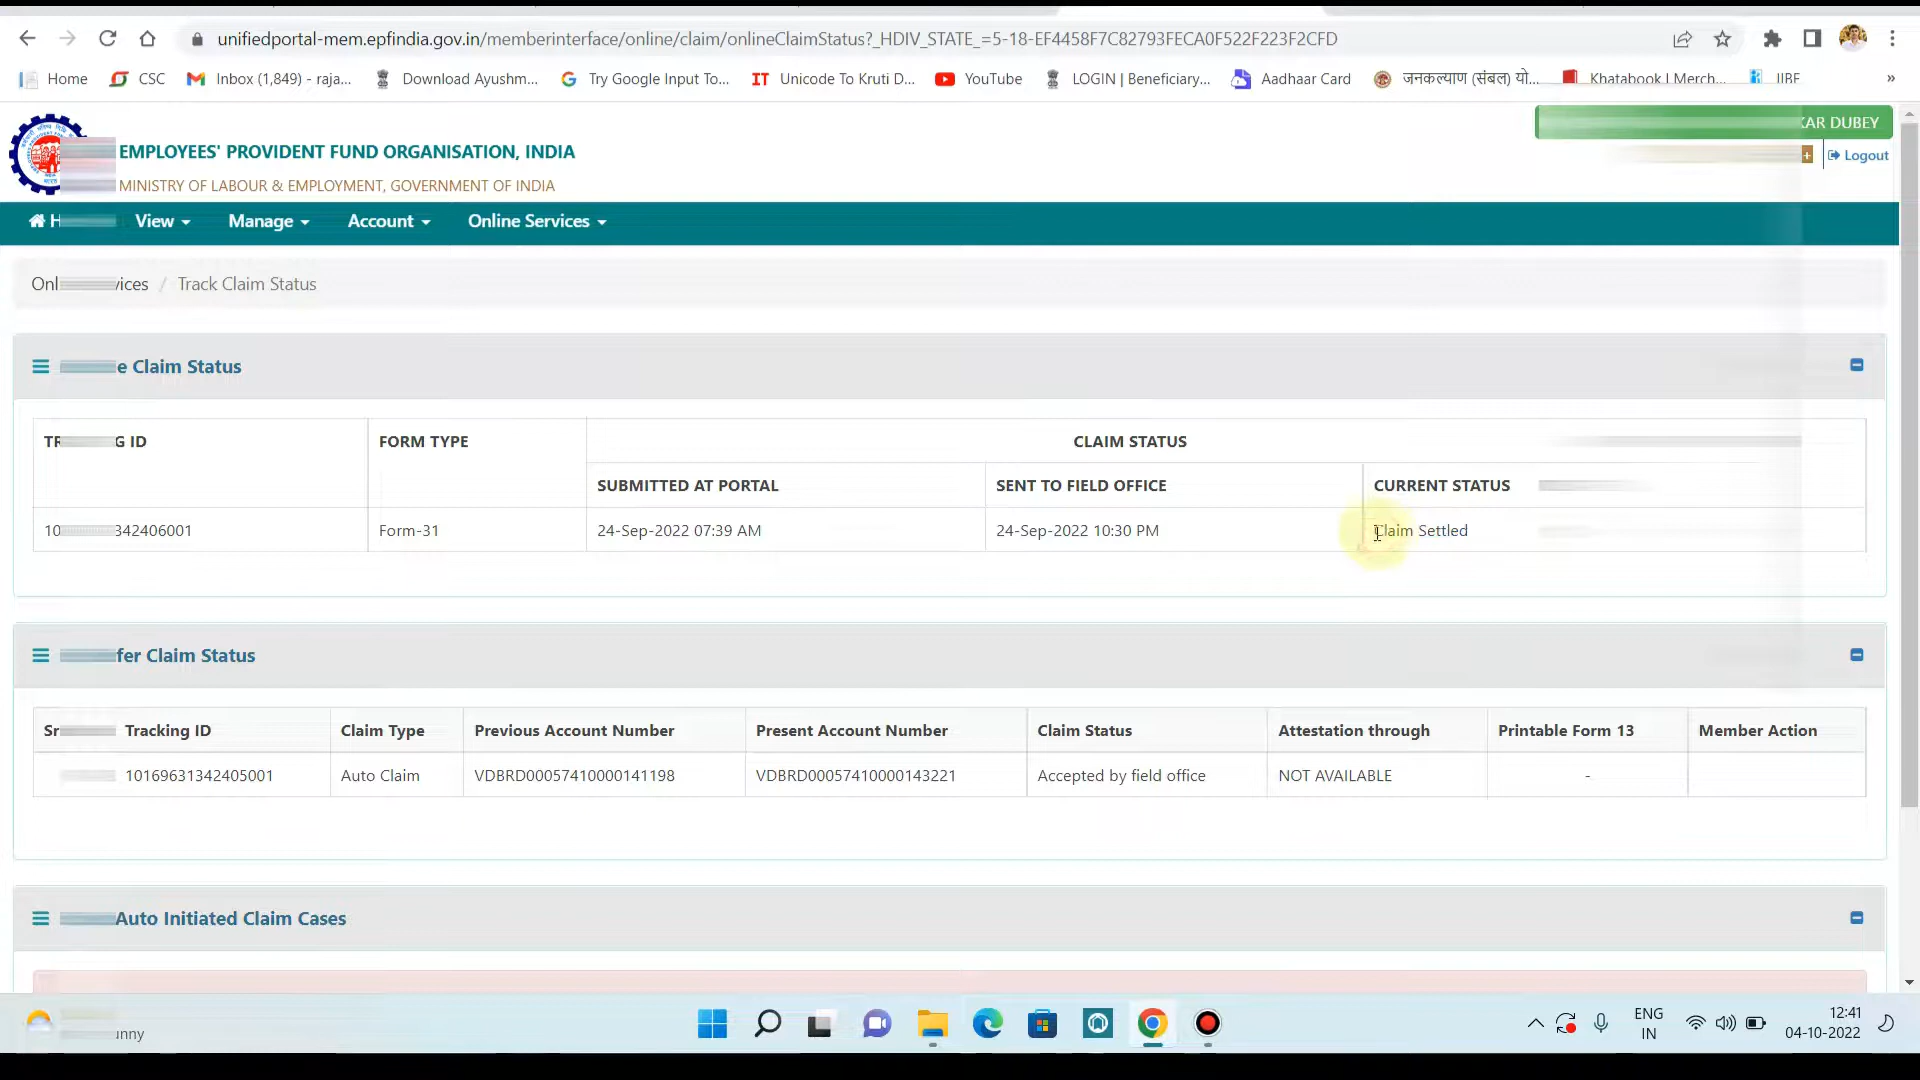 unifiedportal-mem.epfindia.gov.in/memberinterface/online/claim/onlineClaimStatus?_HDIV_STATE_=5-18-EF4458F7C82793FECA0F522F223F2CFD
Home CSC Inbox (1,849) - raja... Download Ayushm... Try Google Input To... Unicode To Kruti D... YouTube LOGIN | Beneficiary... Aadhaar Card जनकल्याण (संबल) यो... Khatabook | Merch... IIBF »
KAR DUBEY
EMPLOYEES' PROVIDENT FUND ORGANISATION, INDIA
Logout
MINISTRY OF LABOUR & EMPLOYMENT, GOVERNMENT OF INDIA
View Manage Account Online Services
/ Track Claim Status
Claim Status
FORM TYPE CLAIM STATUS
ID
SUBMITTED AT PORTAL SENT TO FIELD OFFICE CURRENT STATUS
342406001 Form-31 24-Sep-2022 07:39 AM 24-Sep-2022 10:30 PM Claim Settled
Claim Status
Tracking ID Claim Type Previous Account Number Present Account Number Claim Status Attestation through Printable Form 13 Member Action
10169631342405001 Auto Claim VDBRD00057410000141198 VDBRD00057410000143221 Accepted by field office NOT AVAILABLE -
Auto Initiated Claim Cases
ENG
IN
12:41
04-10-2022